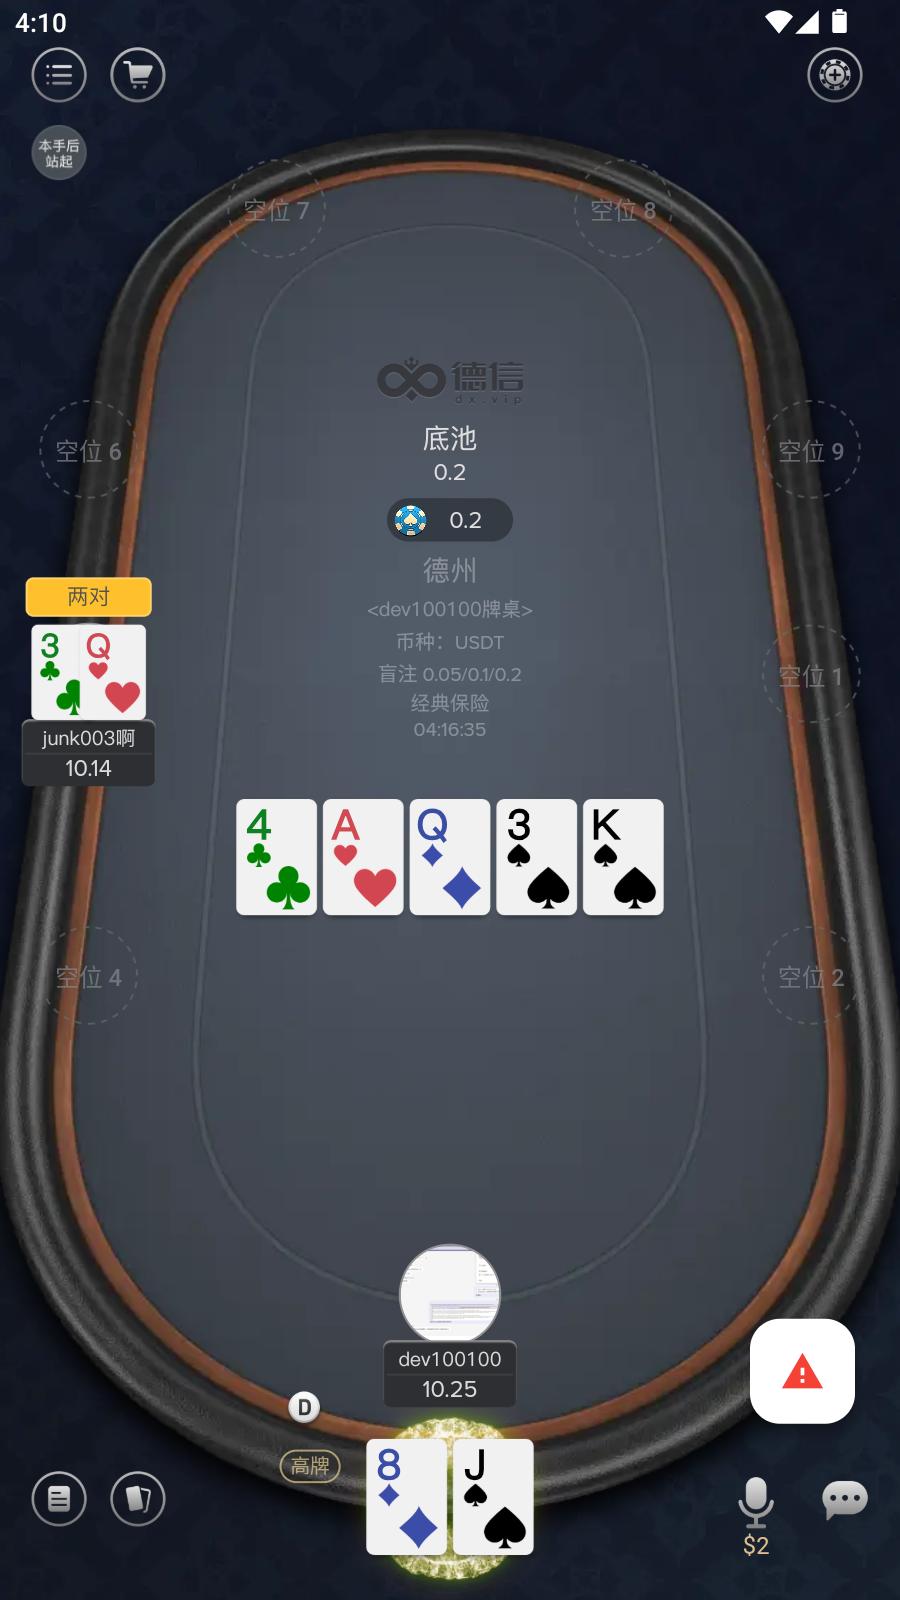 4:10
本手后
站起
空位 7
空位 8
德信
dx.vip
底池
0.2
空位 6
空位 9
0.2
德州
两对
<dev100100牌桌>
3
Q
币种：USDT
盲注 0.05/0.1/0.2
空位 1
经典保险
04:16:35
junk003啊
10.14
4 A Q 3 K
空位 4
空位 2
dev100100
10.25
D
高牌
8 J
$2